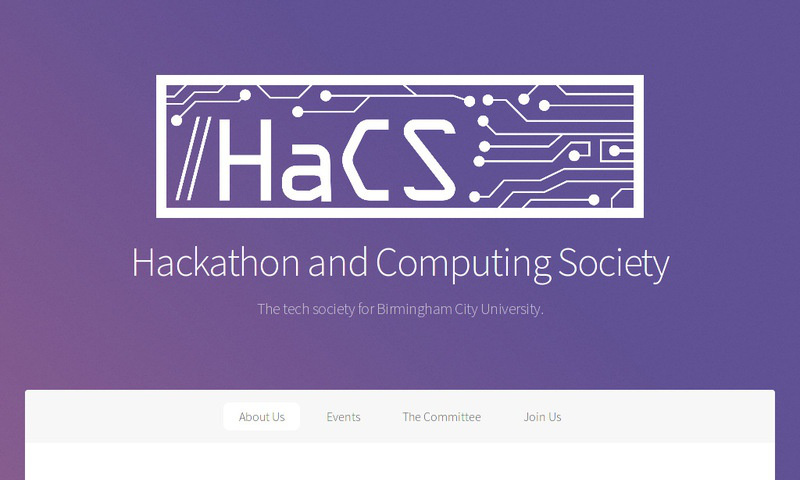 //HaCS
Hackathon and Computing Society
The tech society for Birmingham City University.
About Us Events The Committee Join Us